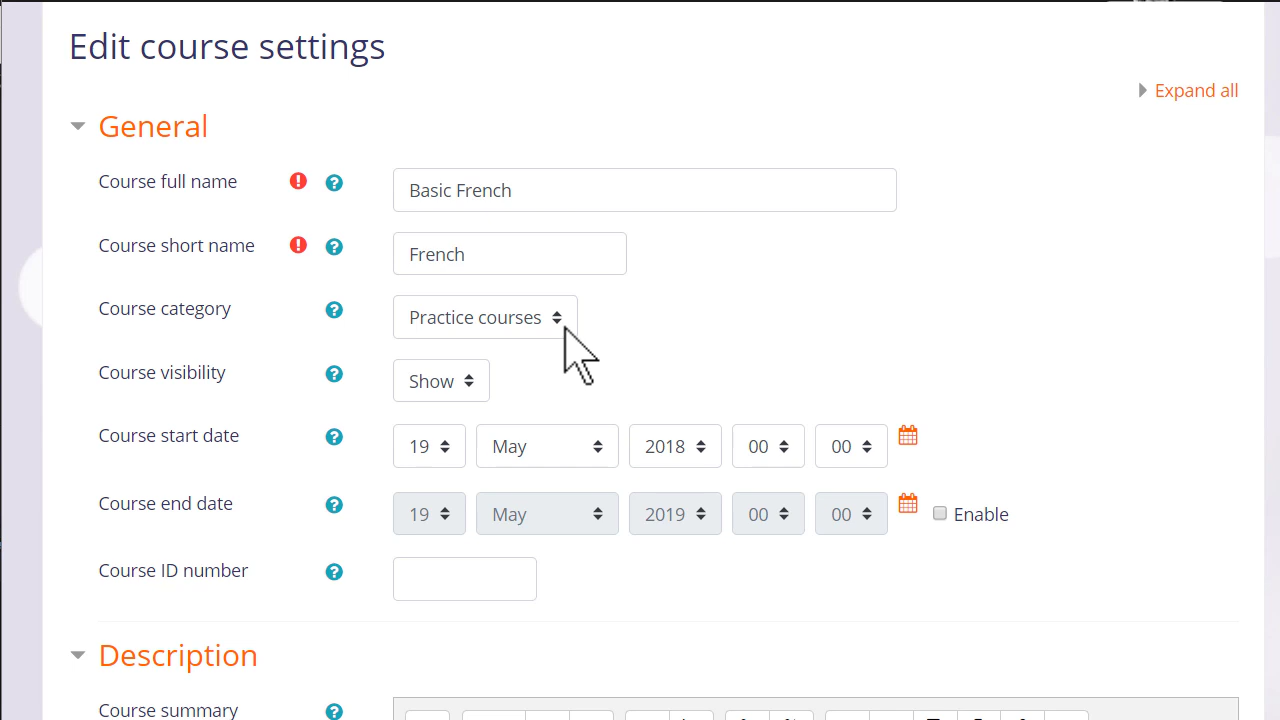 Edit course settings
Expand all
General
Course full name ! ? Basic French
Course short name ! ? French
Course category ? Practice courses
Course visibility ? Show
Course start date ? 19 May 2018 00 00
Course end date ? 19 May 2019 00 00 Enable
Course ID number ?
Description
Course summary ?